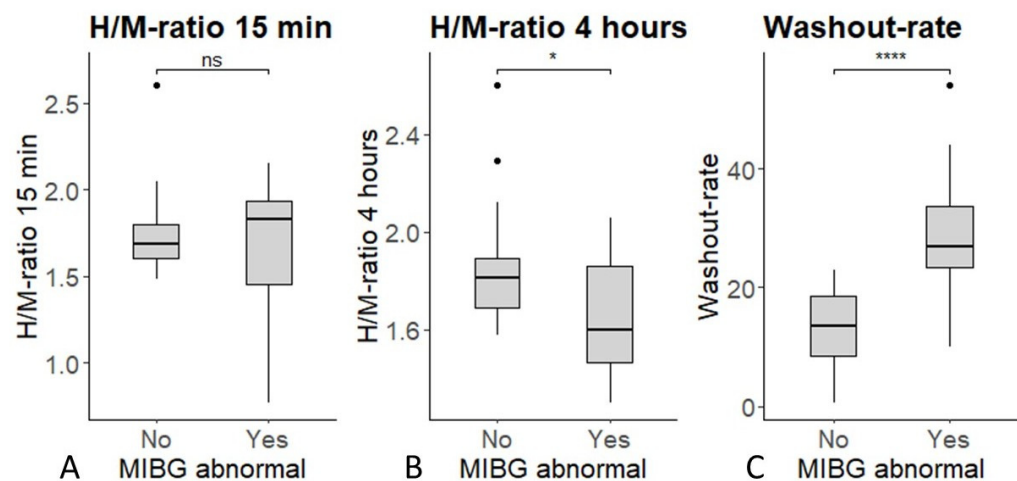 H/M-ratio 15 min
H/M-ratio 4 hours
Washout-rate
ns
*
****
H/M-ratio 15 min
2.5
2.0
1.5
1.0
H/M-ratio 4 hours
2.4
2.0
1.6
Washout-rate
40
20
0
No Yes
No Yes
No Yes
A MIBG abnormal
B MIBG abnormal
C MIBG abnormal